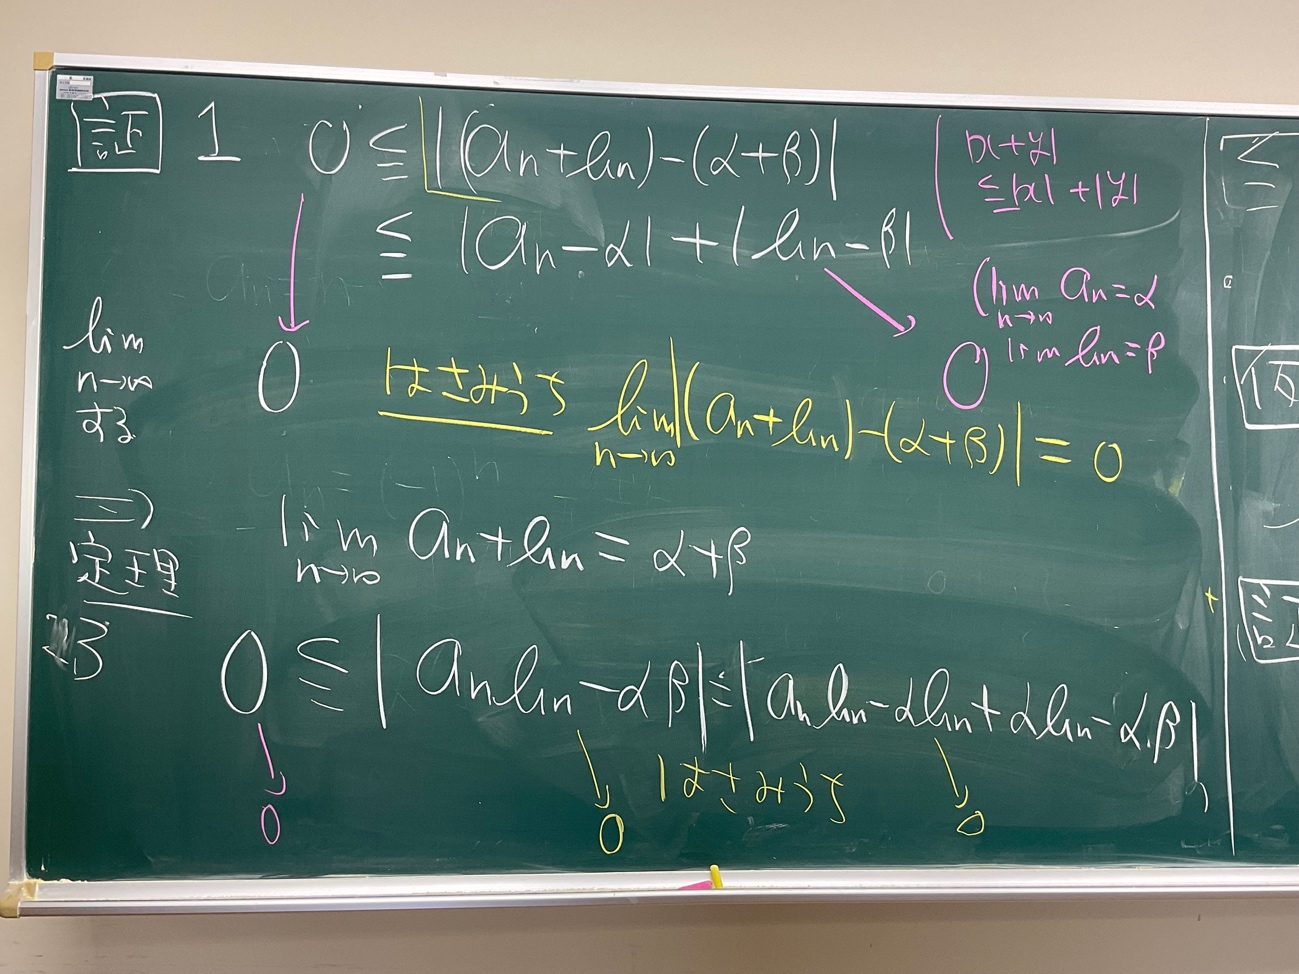 証 1 0 ≦ |(an+bn)-(α+β)|
≦ |an-α|+|bn-β|
|x+y|
≦|x|+|y|
(lim an=α
n→∞
lim bn=β
0
0
lim
n→∞
する
はさみうち lim |(an+bn)-(α+β)|=0
n→∞
⇒
定理
3
lim an+bn=α+β
n→∞
0 ≦ | anbn-αβ|=|anbn-αbn+αbn-αβ|
0
0
はさみうち
0